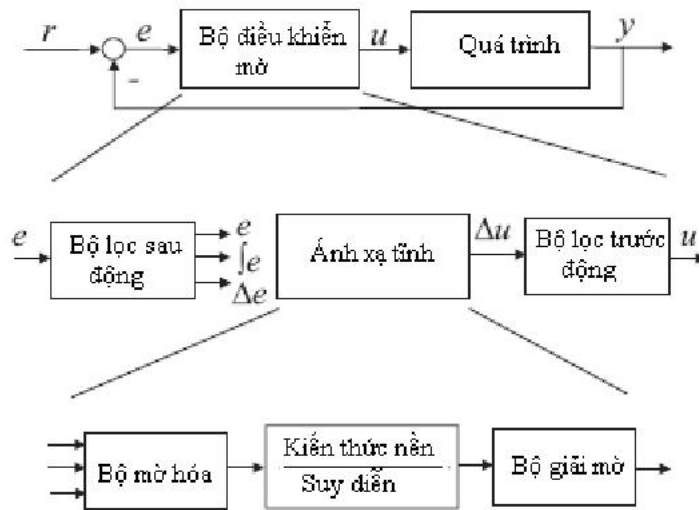 r e Bộ điều khiển mờ u Quá trình y
-
e Bộ lọc sau động e ∫e Δe Ánh xạ tĩnh Δu Bộ lọc trước động u
Bộ mờ hóa Kiến thức nền Suy diễn Bộ giải mờ